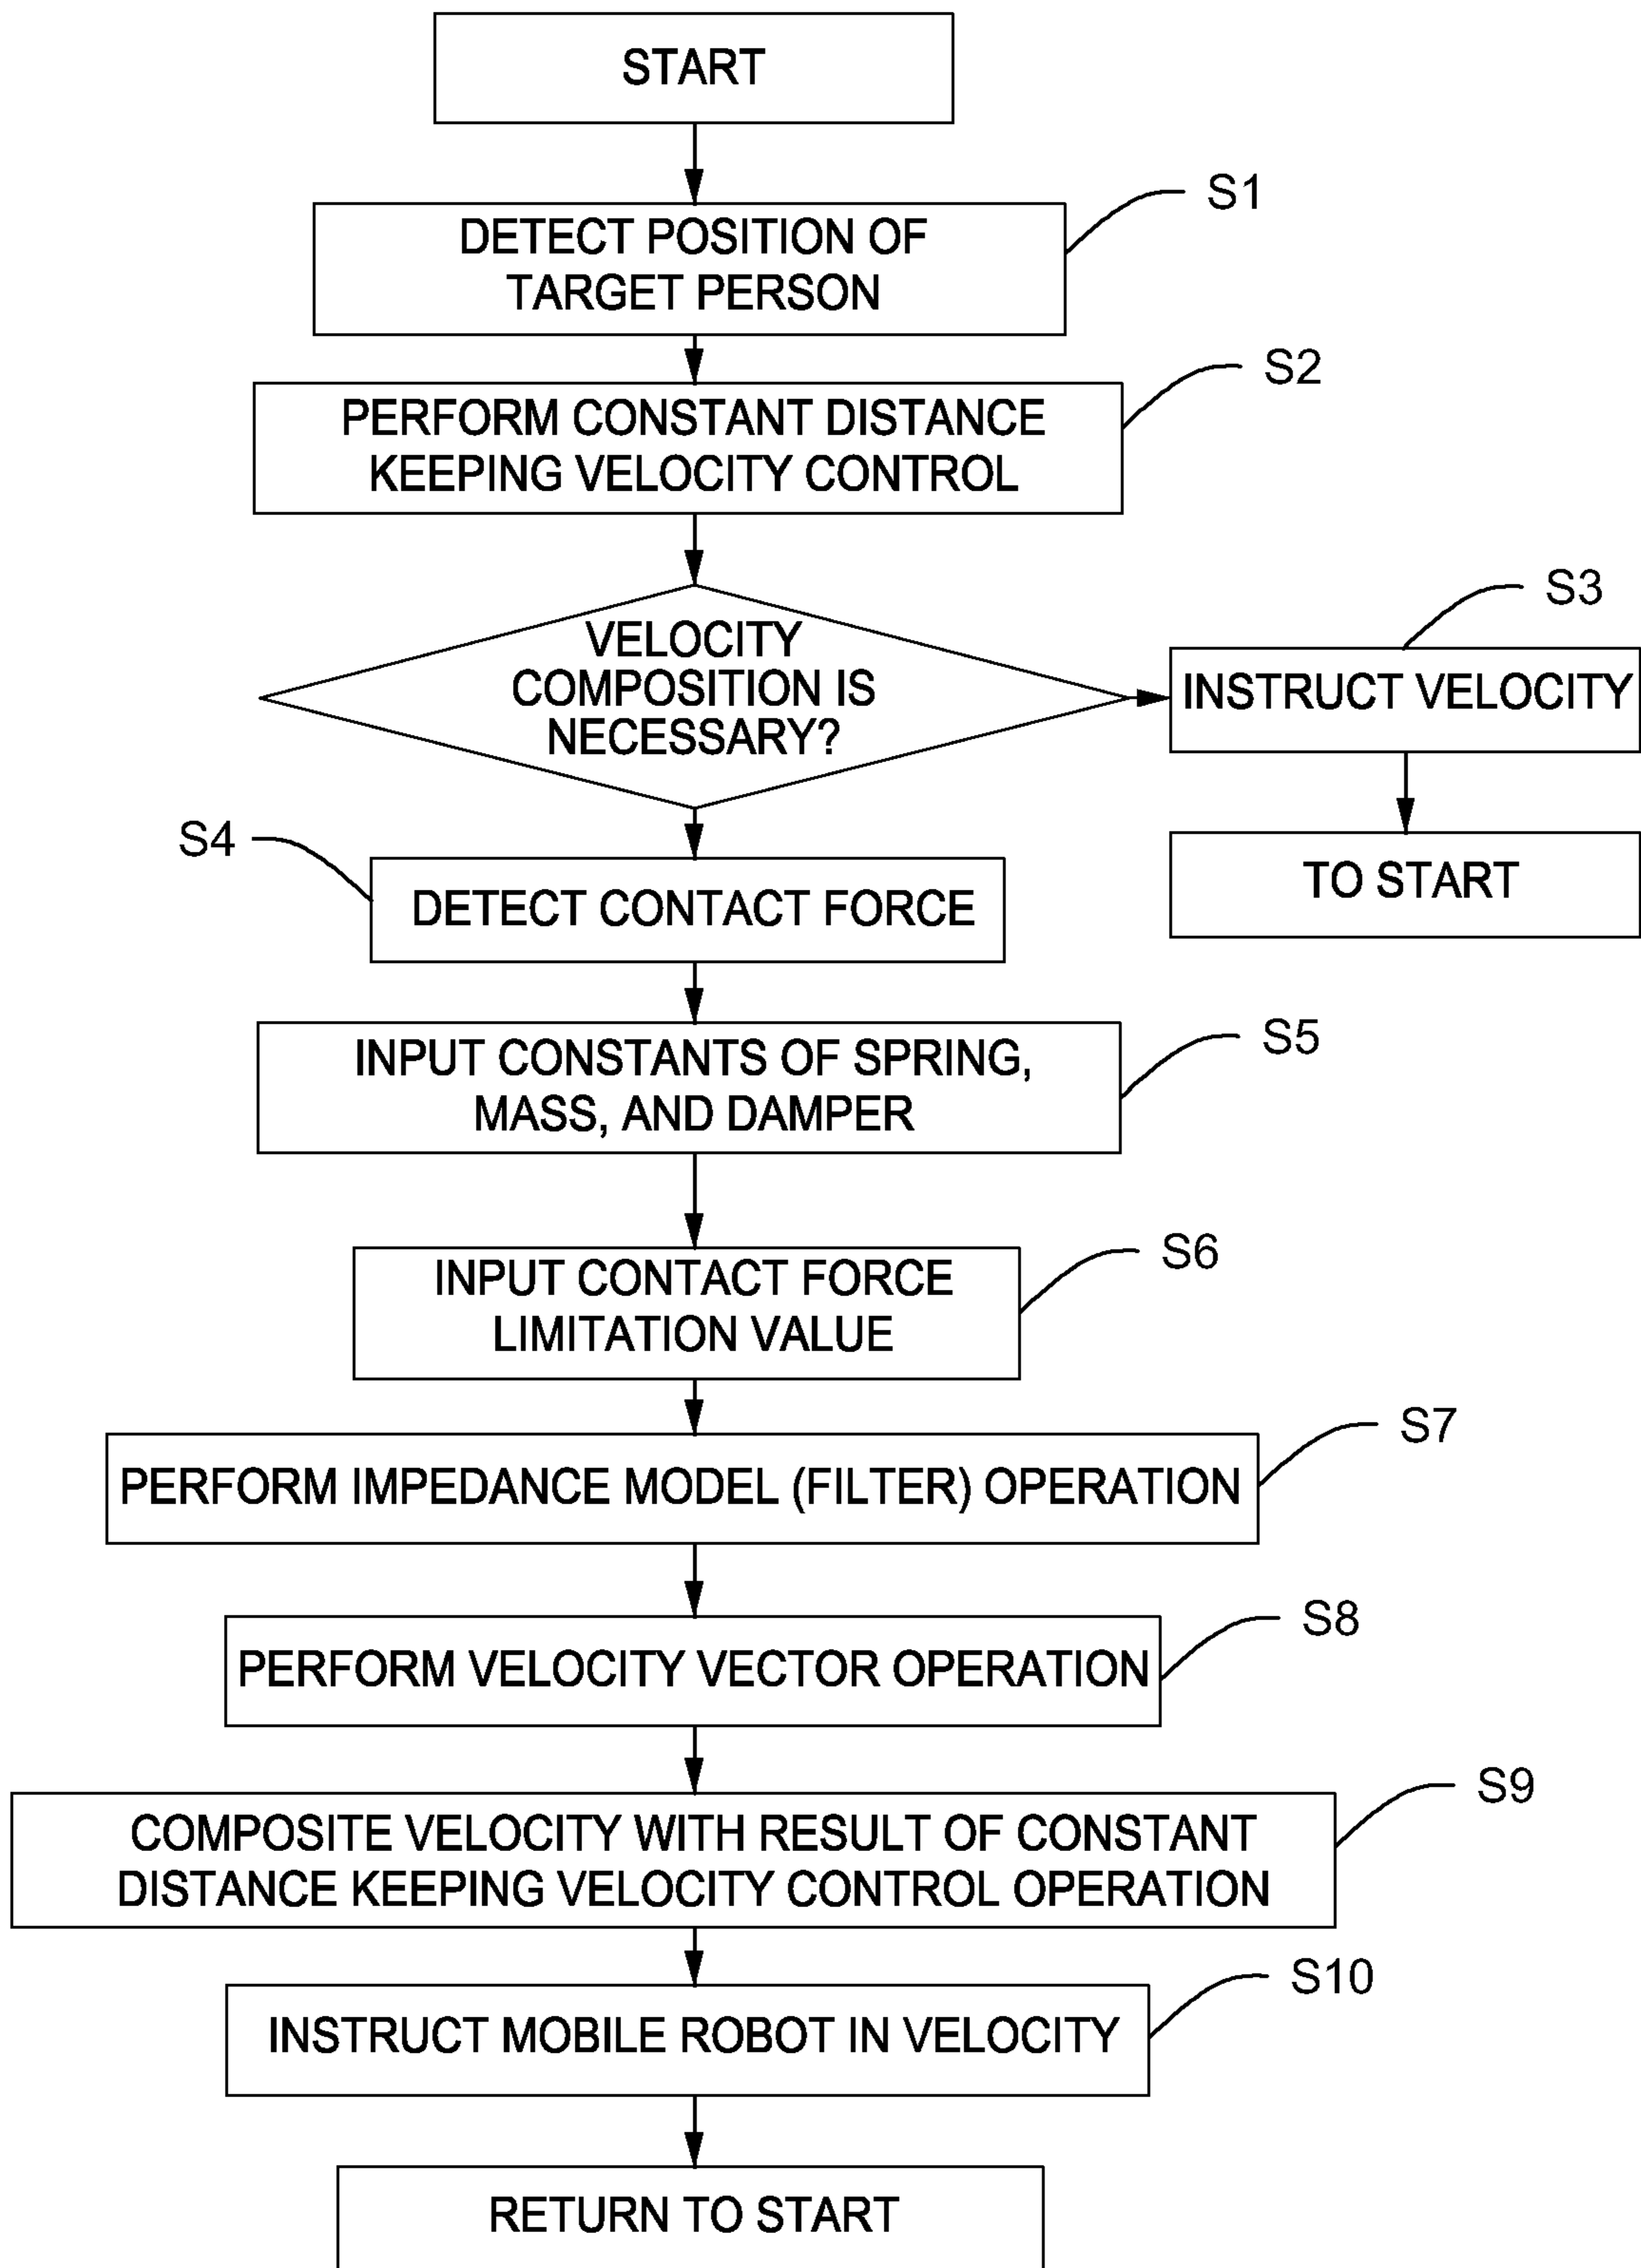 START
S1
DETECT POSITION OF
TARGET PERSON
S2
PERFORM CONSTANT DISTANCE
KEEPING VELOCITY CONTROL
VELOCITY
COMPOSITION IS
NECESSARY?
S3
INSTRUCT VELOCITY
TO START
S4
DETECT CONTACT FORCE
S5
INPUT CONSTANTS OF SPRING,
MASS, AND DAMPER
S6
INPUT CONTACT FORCE
LIMITATION VALUE
S7
PERFORM IMPEDANCE MODEL (FILTER) OPERATION
S8
PERFORM VELOCITY VECTOR OPERATION
S9
COMPOSITE VELOCITY WITH RESULT OF CONSTANT
DISTANCE KEEPING VELOCITY CONTROL OPERATION
S10
INSTRUCT MOBILE ROBOT IN VELOCITY
RETURN TO START